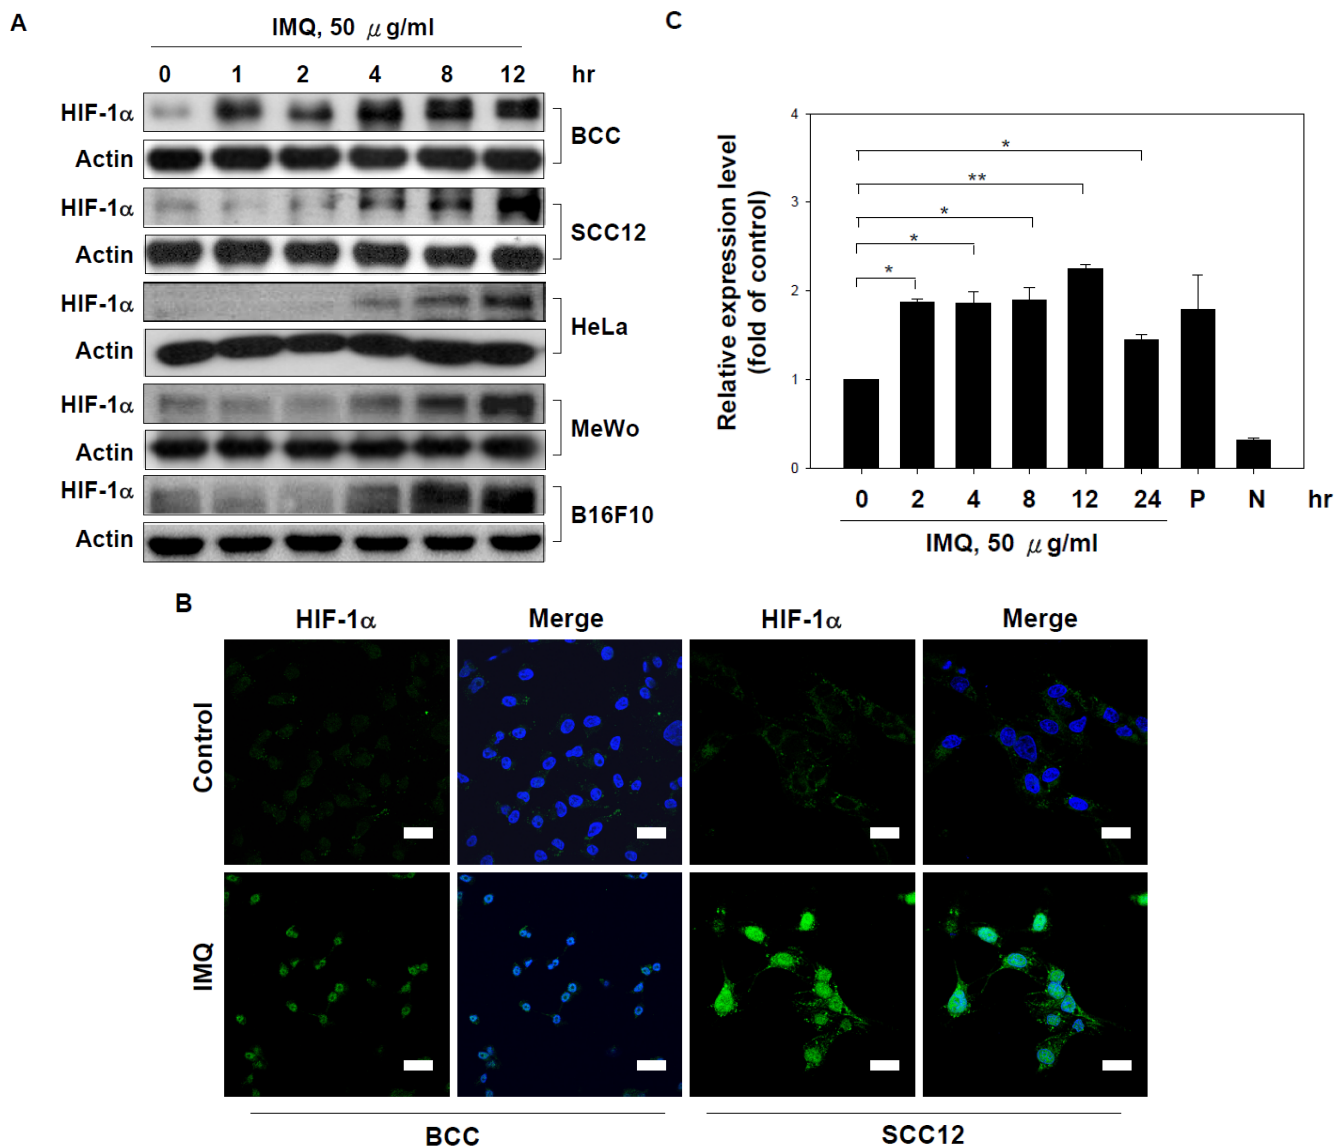 A
IMQ, 50 μg/ml
0 1 2 4 8 12 hr
HIF-1α
Actin
BCC
HIF-1α
Actin
SCC12
HIF-1α
Actin
HeLa
HIF-1α
Actin
MeWo
HIF-1α
Actin
B16F10
C
Relative expression level
(fold of control)
4
3
2
1
0
*
**
*
*
*
0 2 4 8 12 24 P N hr
IMQ, 50 μg/ml
B
HIF-1α Merge HIF-1α Merge
Control
IMQ
BCC SCC12